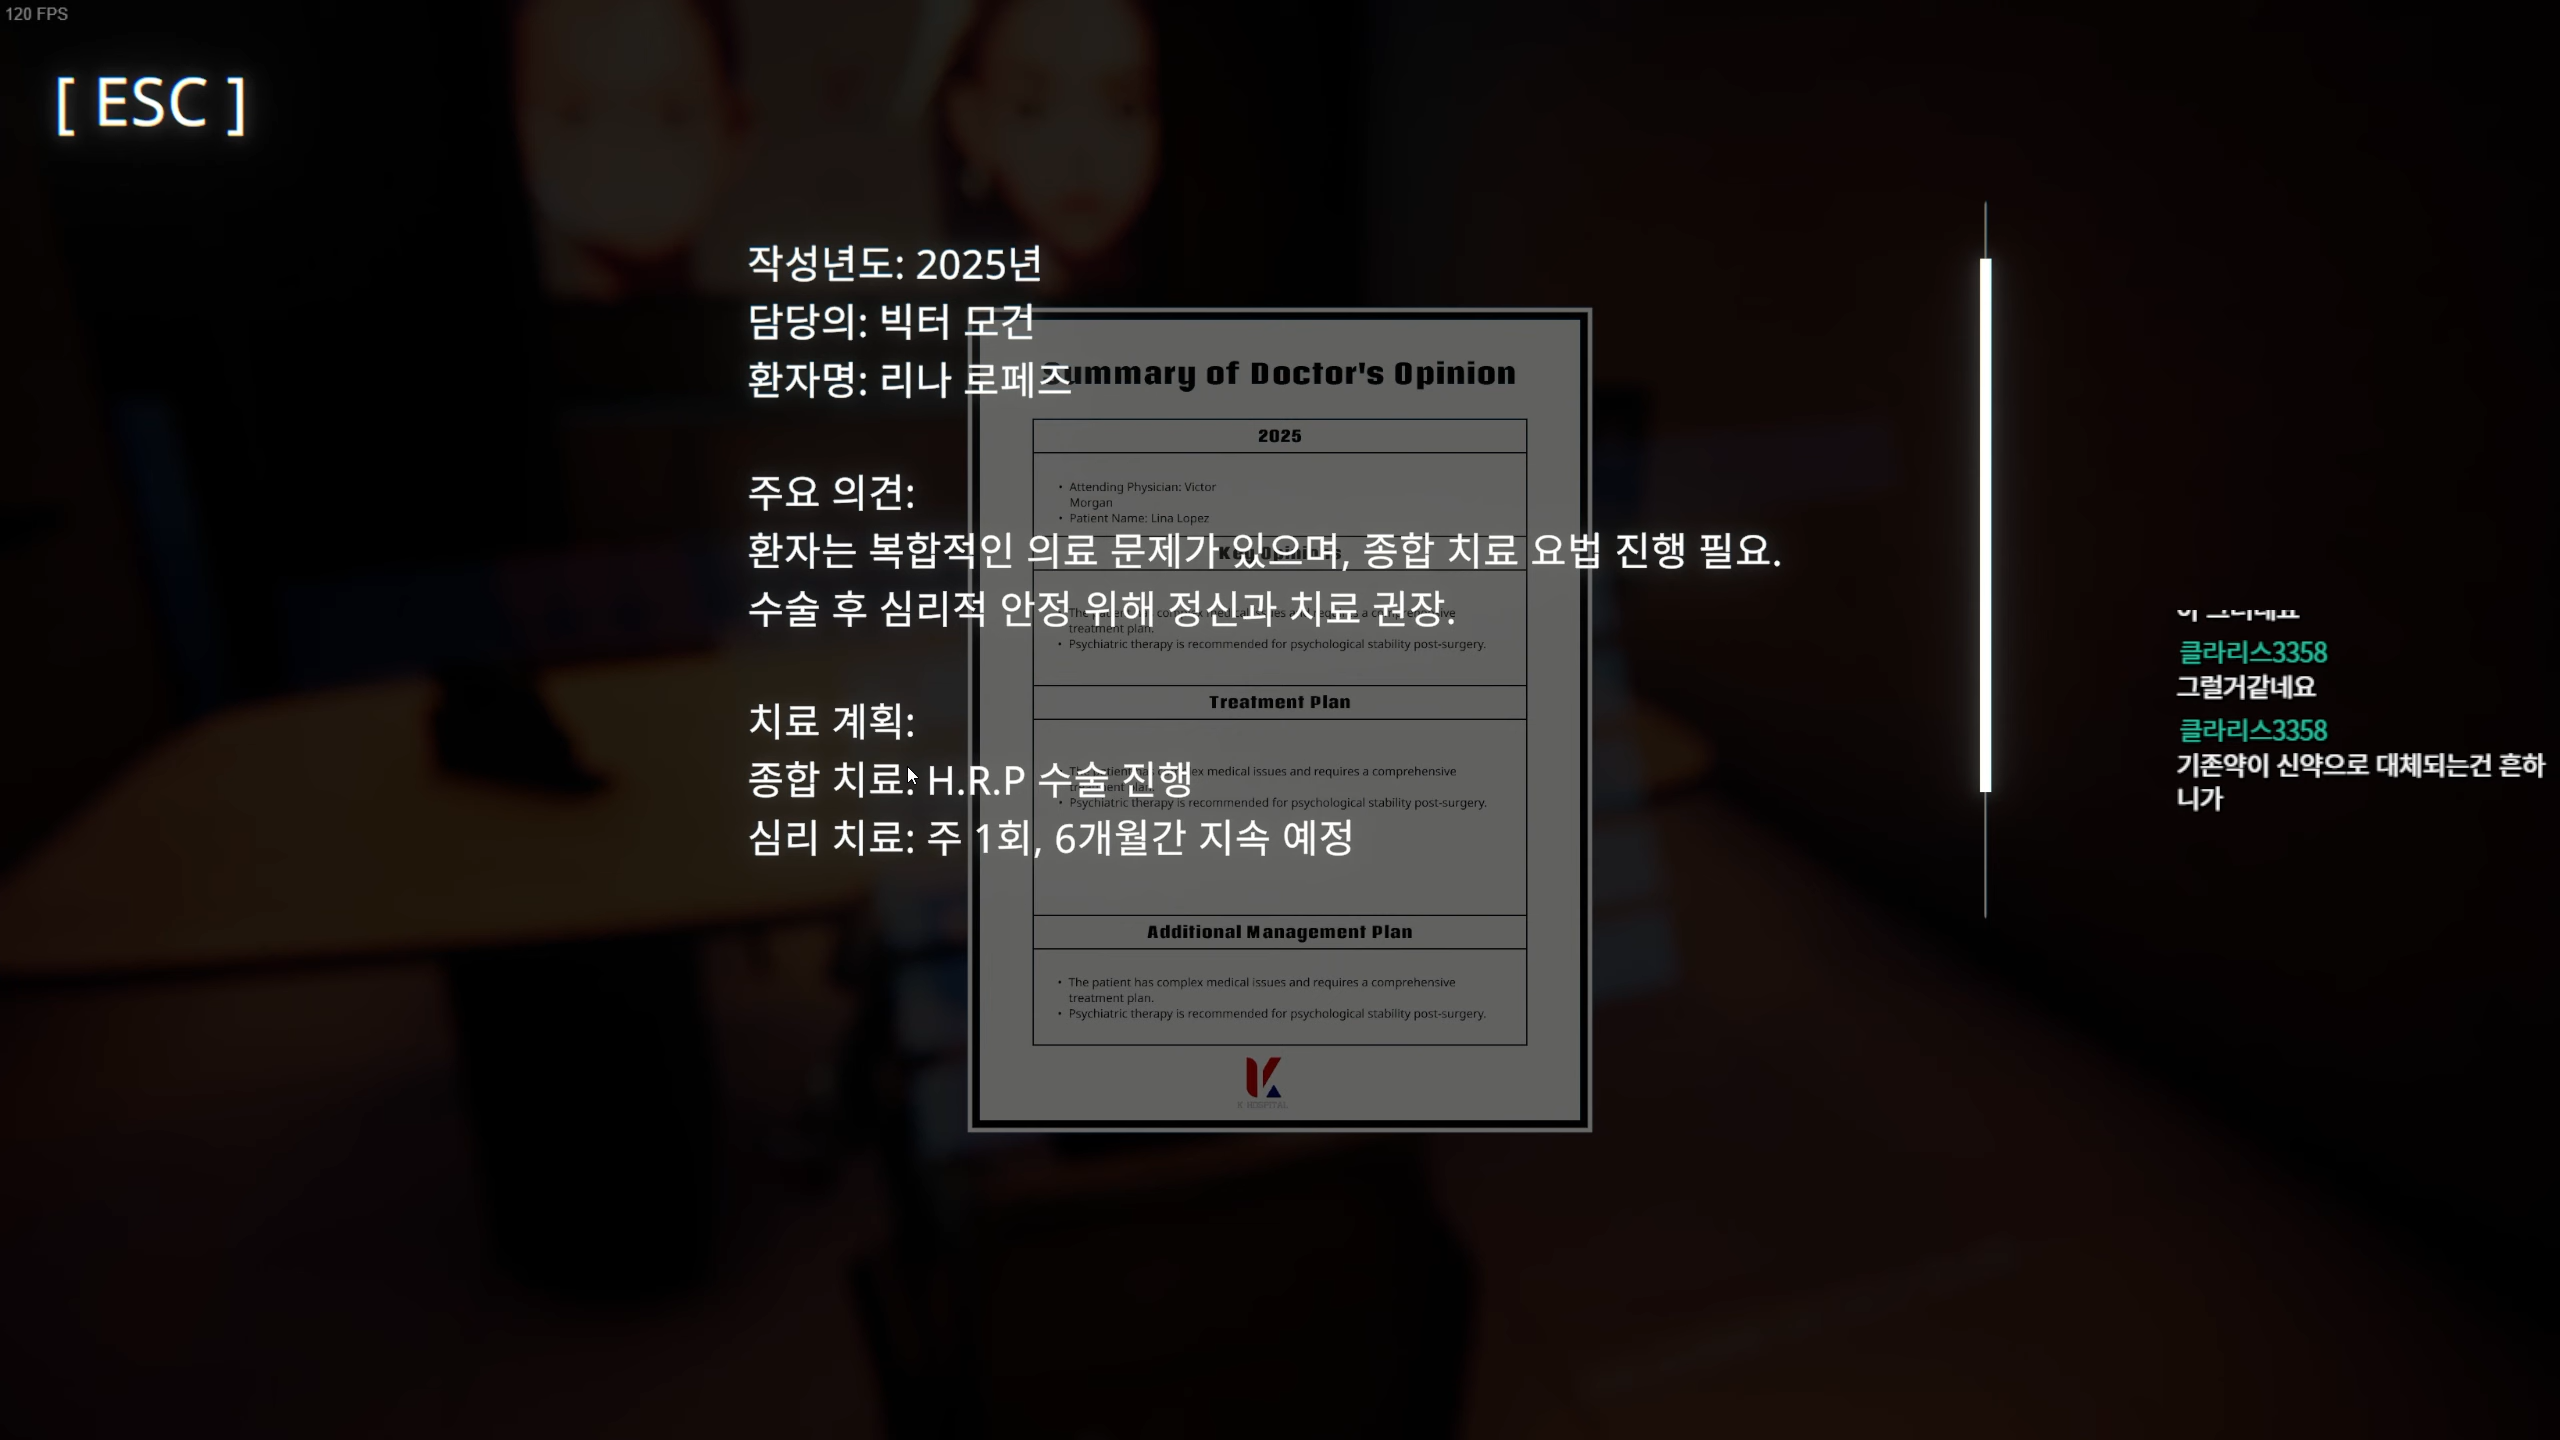 120 FPS
[ ESC ]
작성년도: 2025년
담당의: 빅터 모건
환자명: 리나 로페즈
주요 의견:
환자는 복합적인 의료 문제가 있으며, 종합 치료 요법 진행 필요.
수술 후 심리적 안정 위해 정신과 치료 권장.
치료 계획:
종합 치료: H.R.P 수술 진행
심리 치료: 주 1회, 6개월간 지속 예정
Summary of Doctor's Opinion
2025
• Attending Physician: Victor
Morgan
• Patient Name: Lina Lopez
Key Opinions
treatment plan.
• Psychiatric therapy is recommended for psychological stability post-surgery.
Treatment Plan
medical issues and requires a comprehensive
treatment plan.
• Psychiatric therapy is recommended for psychological stability post-surgery.
Additional Management Plan
• The patient has complex medical issues and requires a comprehensive
treatment plan.
• Psychiatric therapy is recommended for psychological stability post-surgery.
K HOSPITAL
클라리스3358
그럴거같네요
클라리스3358
기존약이 신약으로 대체되는건 흔하
니가